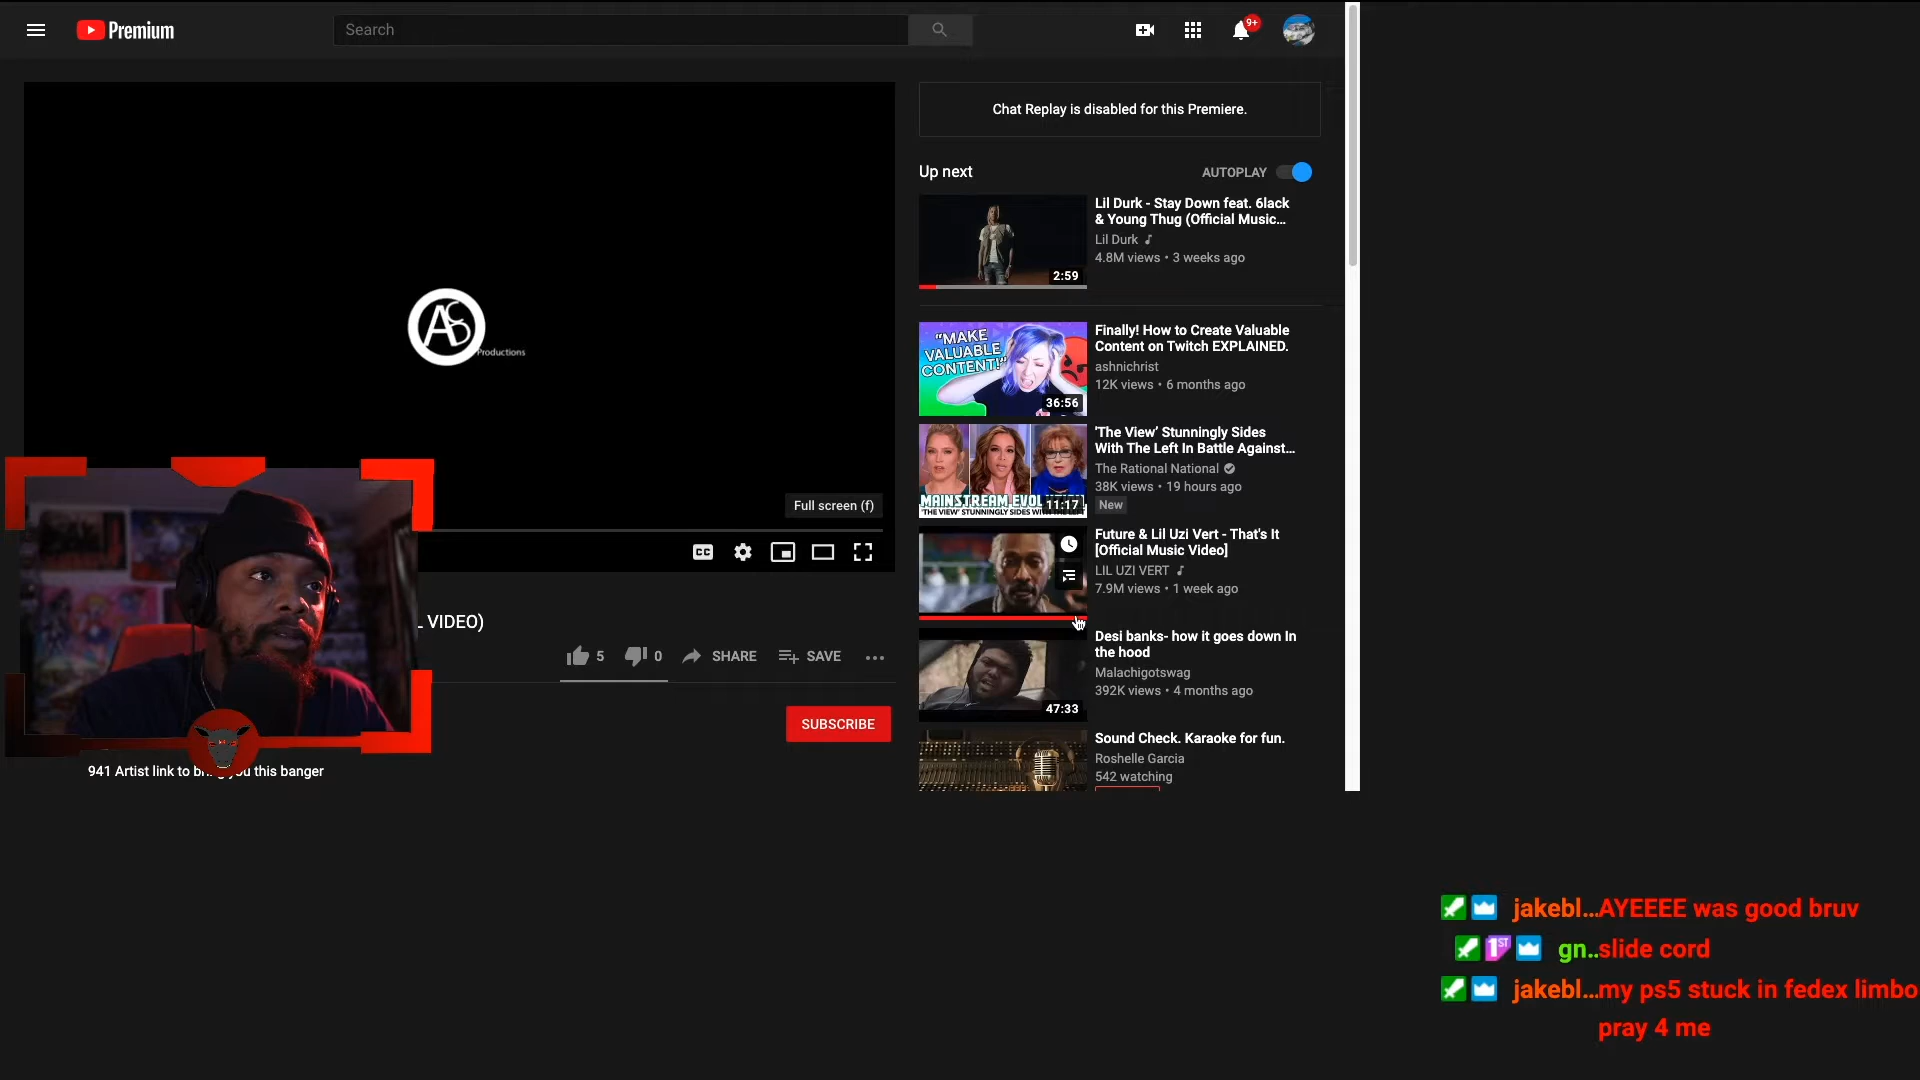 Premium
Search
9+
Chat Replay is disabled for this Premiere.
Up next
AUTOPLAY
Lil Durk - Stay Down feat. 6lack
& Young Thug (Official Music...
Lil Durk
4.8M views • 3 weeks ago
2:59
"MAKE
VALUABLE
CONTENT!"
36:56
Finally! How to Create Valuable
Content on Twitch EXPLAINED.
ashnichrist
12K views • 6 months ago
'The View' Stunningly Sides
With The Left In Battle Against...
The Rational National
38K views • 19 hours ago
New
MAINSTREAM
'THE VIEW' STUNNINGLY SIDES
11:17
Future & Lil Uzi Vert - That's It
[Official Music Video]
LIL UZI VERT
7.9M views • 1 week ago
Desi banks- how it goes down In
the hood
Malachigotswag
392K views • 4 months ago
47:33
Sound Check. Karaoke for fun.
Roshelle Garcia
542 watching
Productions
Full screen (f)
CC
VIDEO)
5
0
SHARE
SAVE
SUBSCRIBE
941 Artist link to this banger
jakebl...AYEEEE was good bruv
1ST
gn..slide cord
jakebl...my ps5 stuck in fedex limbo
pray 4 me